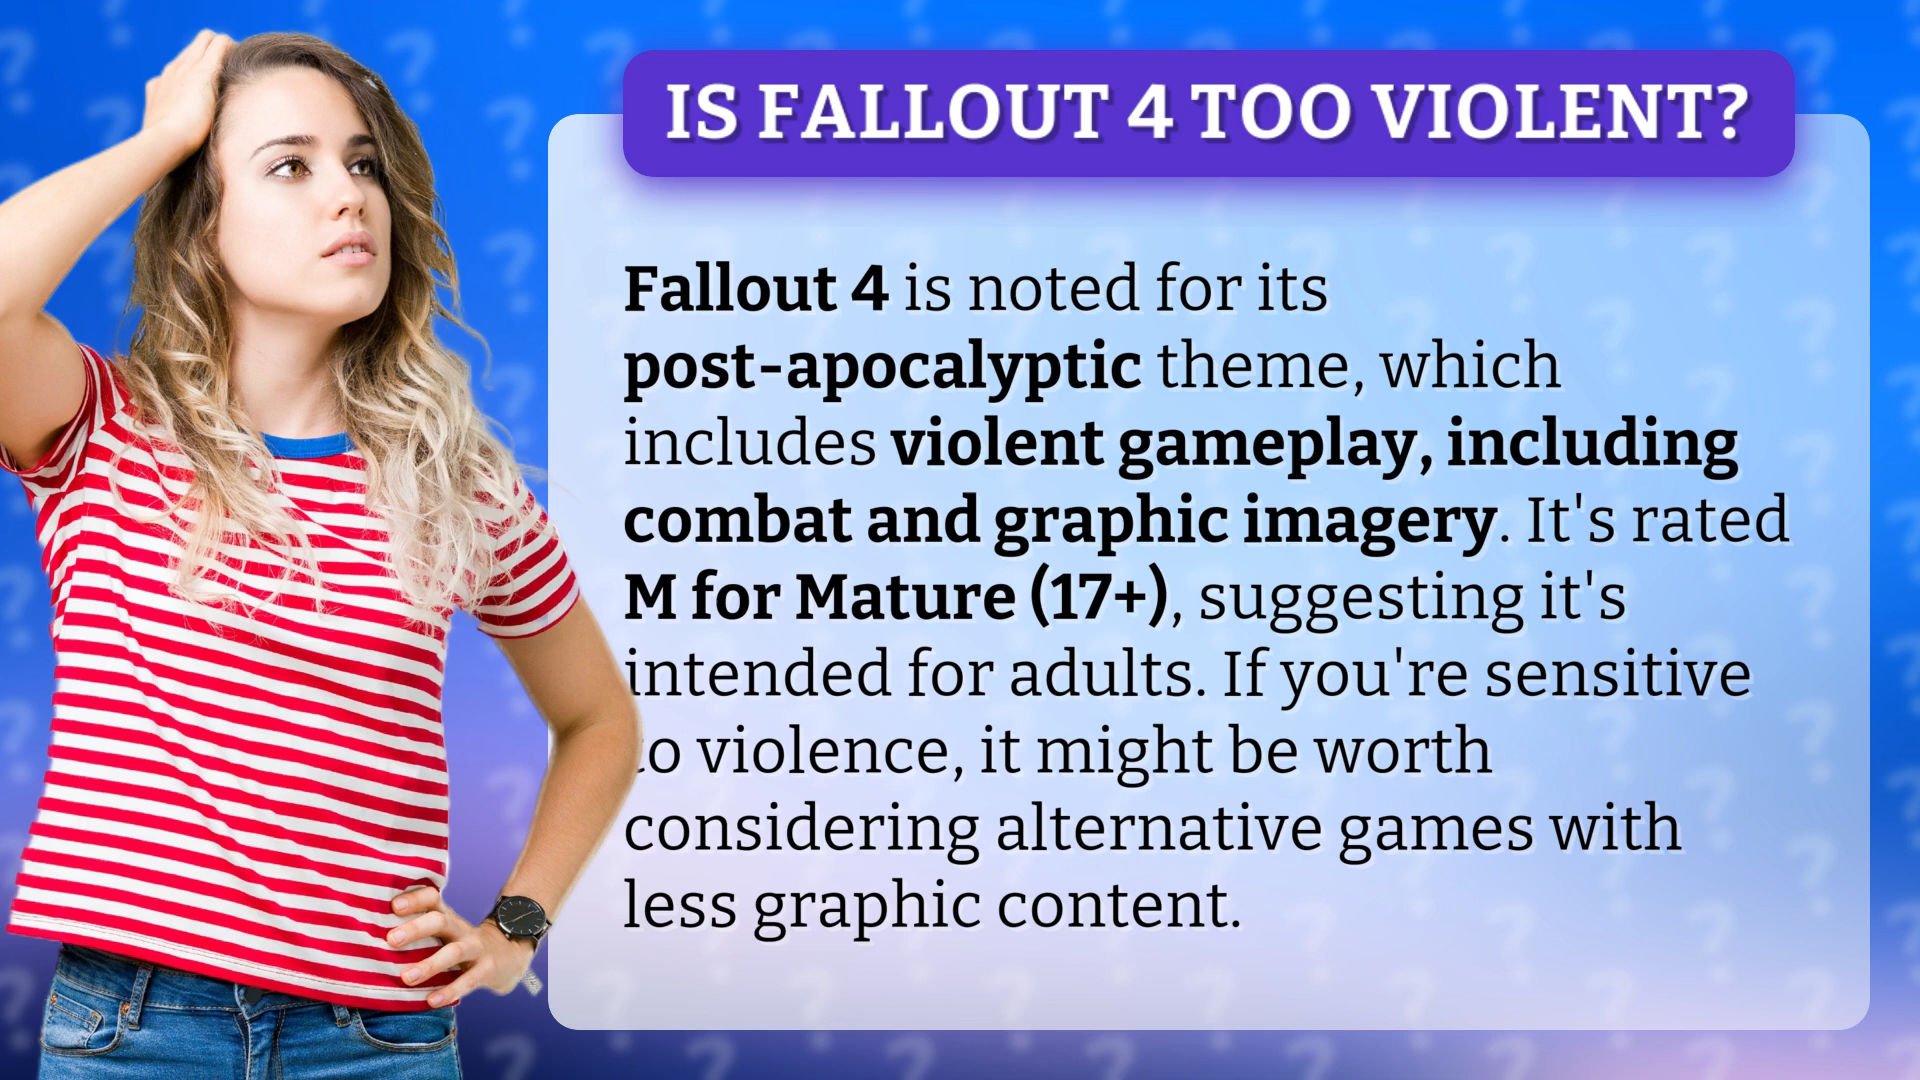 IS FALLOUT 4 TOO VIOLENT?
Fallout 4 is noted for its
post-apocalyptic theme, which
includes violent gameplay, including
combat and graphic imagery. It's rated
M for Mature (17+), suggesting it's
intended for adults. If you're sensitive
to violence, it might be worth
considering alternative games with
less graphic content.